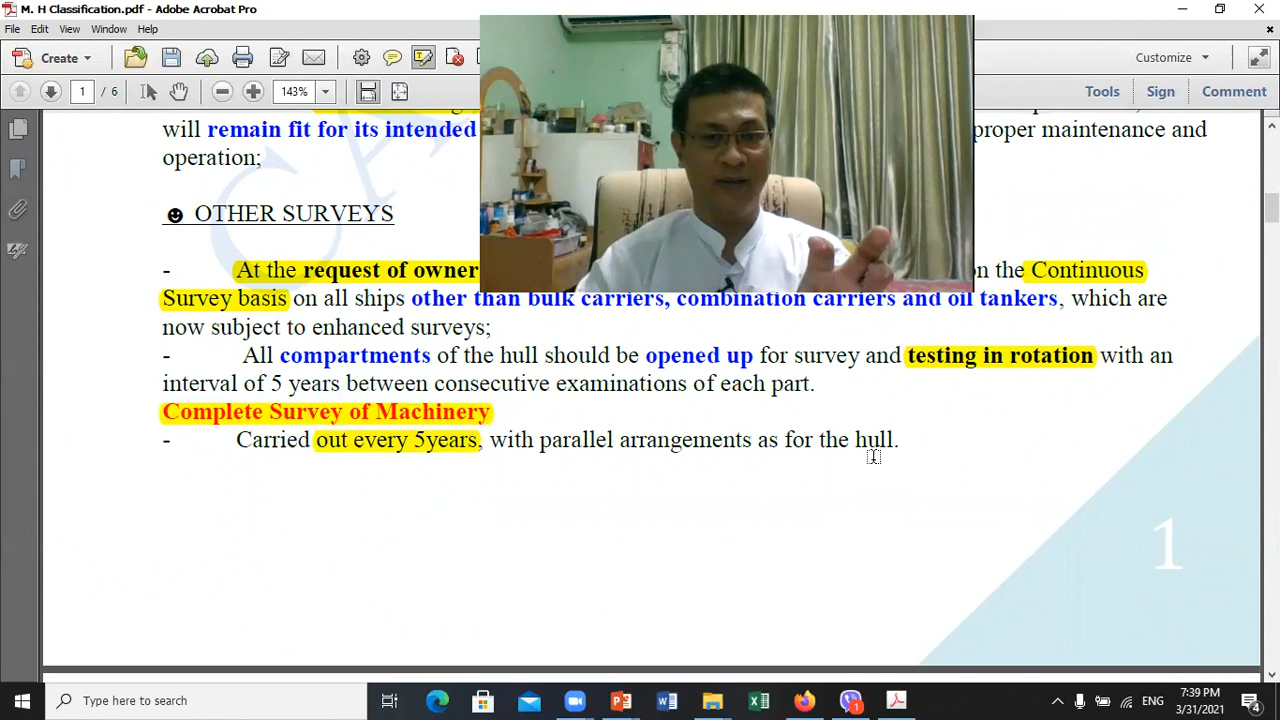 M. H Classification.pdf - Adobe Acrobat Pro
File Edit View Window Help
Create
Customize
1 / 6 143% Tools Sign Comment
will remain fit for its intended proper maintenance and
operation;
☻ OTHER SURVEYS
- At the request of owner on the Continuous
Survey basis on all ships other than bulk carriers, combination carriers and oil tankers, which are
now subject to enhanced surveys;
- All compartments of the hull should be opened up for survey and testing in rotation with an
interval of 5 years between consecutive examinations of each part.
Complete Survey of Machinery
- Carried out every 5years, with parallel arrangements as for the hull.
1
CA
Type here to search
ENG
7:39 PM
3/31/2021
1
4